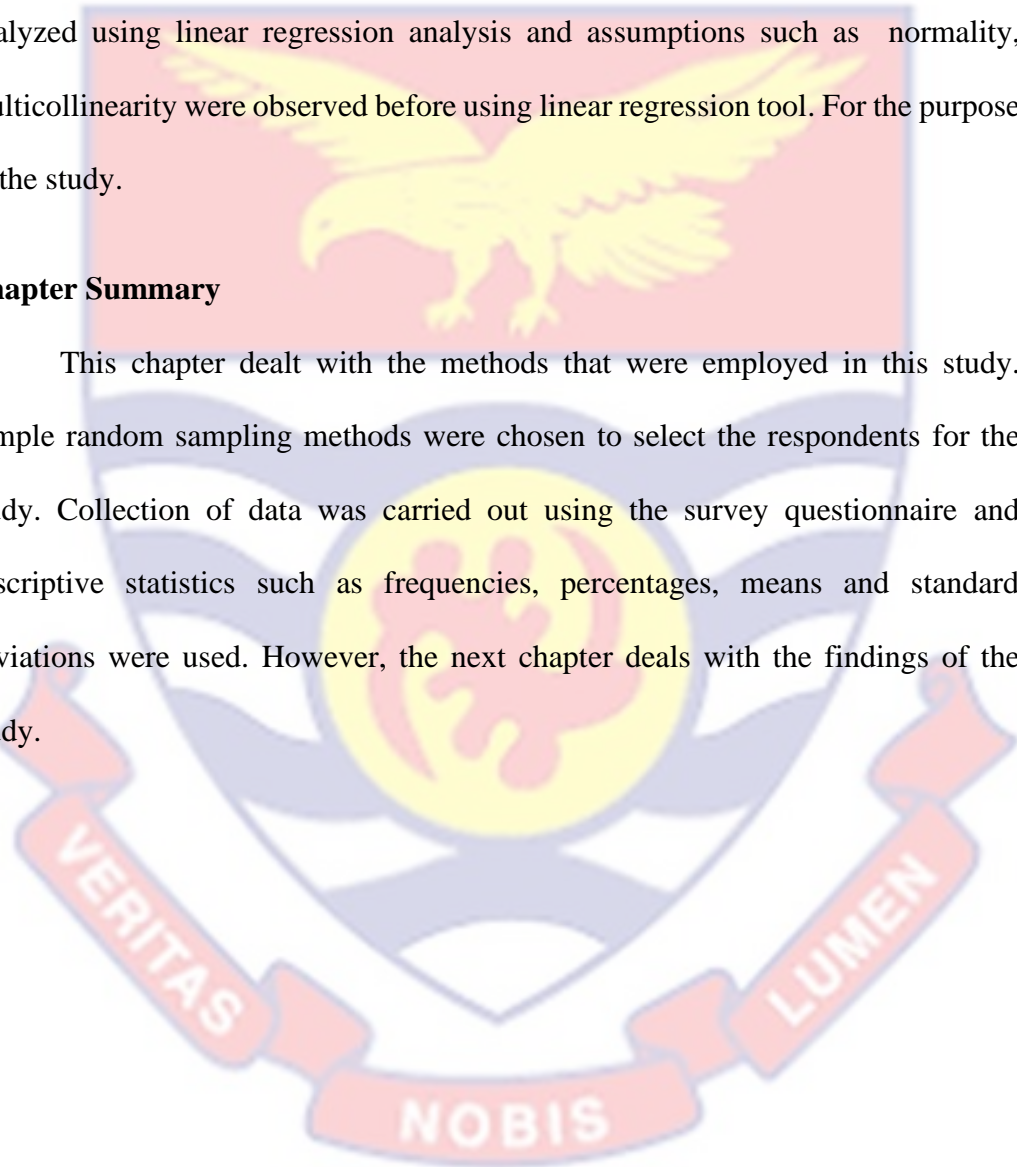 alyzed using linear regression analysis and assumptions such as normality,
ulticollinearity were observed before using linear regression tool. For the purpose
the study.
hapter Summary
This chapter dealt with the methods that were employed in this study.
mple random sampling methods were chosen to select the respondents for the
udy. Collection of data was carried out using the survey questionnaire and
scriptive statistics such as frequencies, percentages, means and standard
viations were used. However, the next chapter deals with the findings of the
udy.
VERITAS
NOBIS
LUMEN